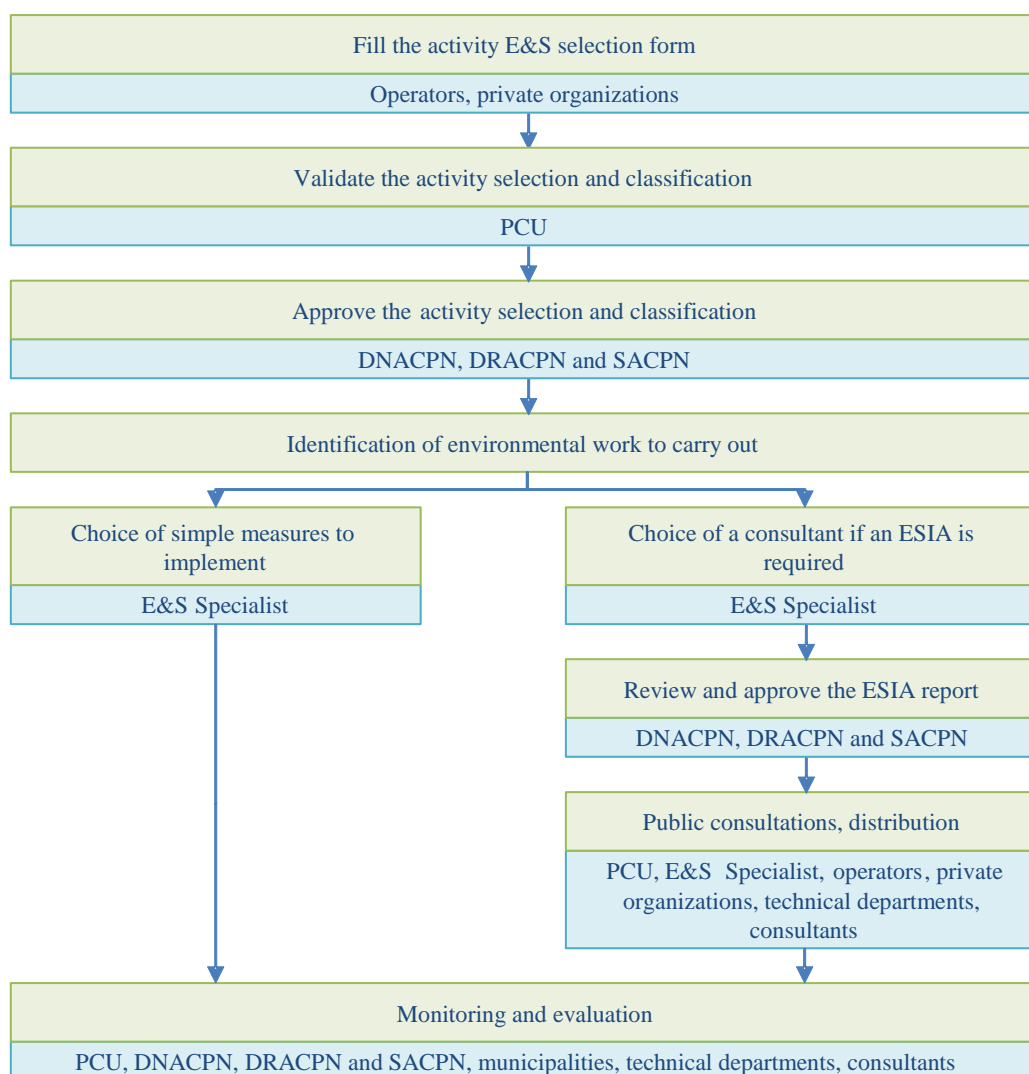 Fill the activity E&S selection form
Operators, private organizations
Validate the activity selection and classification
PCU
Approve the activity selection and classification
DNACPN, DRACPN and SACPN
Identification of environmental work to carry out
Choice of simple measures to
implement
E&S Specialist
Choice of a consultant if an ESIA is
required
E&S Specialist
Review and approve the ESIA report
DNACPN, DRACPN and SACPN
Public consultations, distribution
PCU, E&S Specialist, operators, private
organizations, technical departments,
consultants
Monitoring and evaluation
PCU, DNACPN, DRACPN and SACPN, municipalities, technical departments, consultants